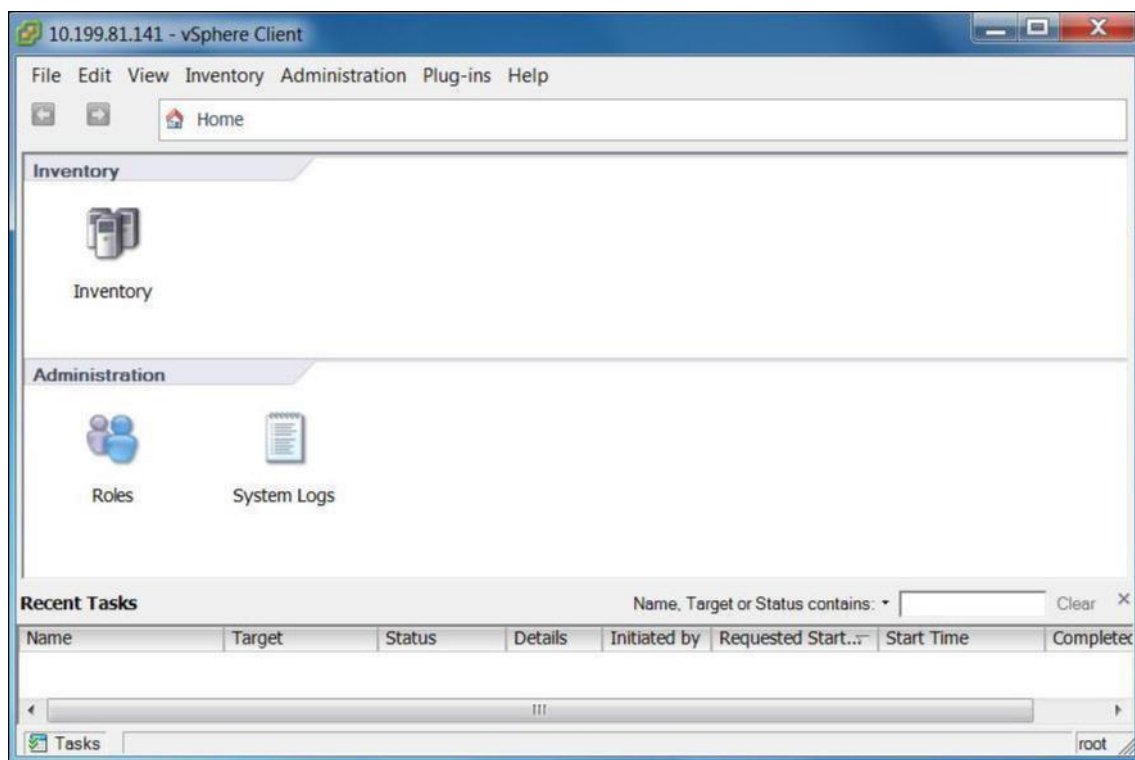 10.199.81.141 - vSphere Client
File Edit View Inventory Administration Plug-ins Help
Home
Inventory
Inventory
Administration
Roles System Logs
Recent Tasks Name, Target or Status contains: Clear
Name Target Status Details Initiated by Requested Start... Start Time Completed
Tasks root